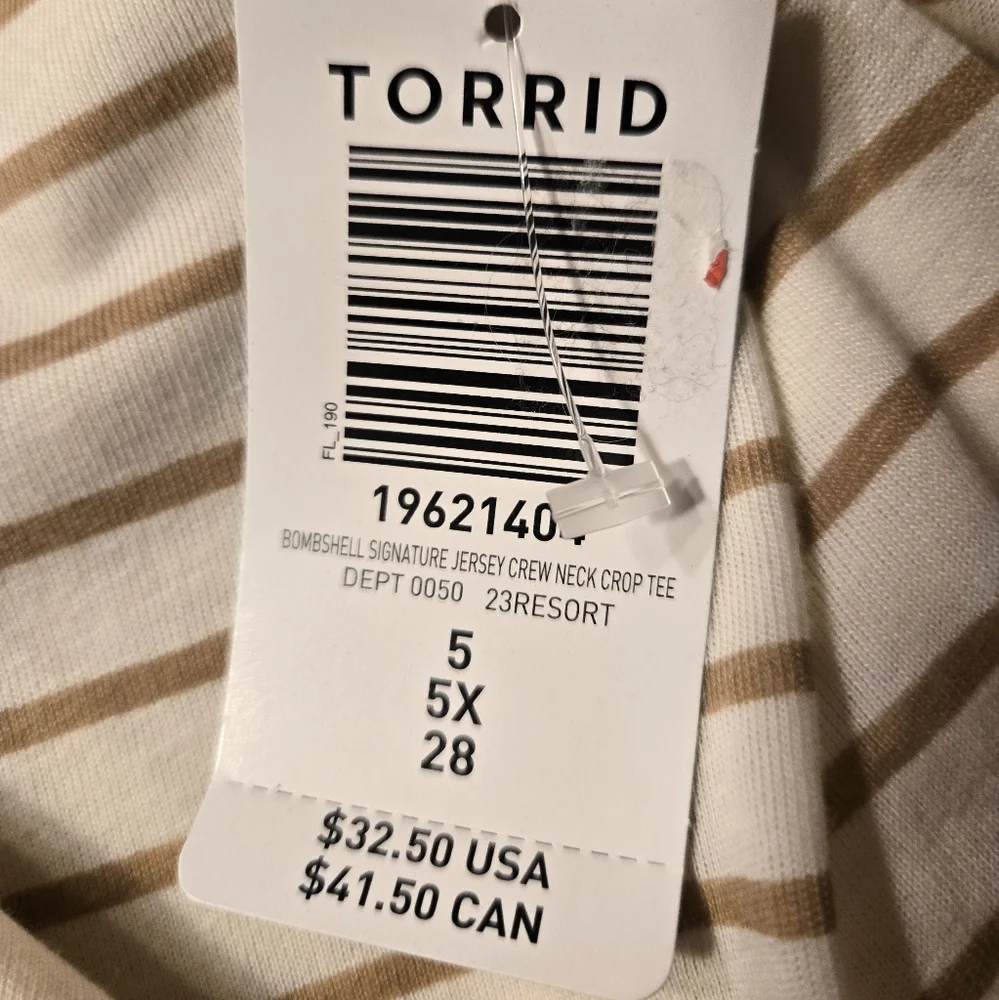 TORRID
FL_190
19621404
BOMBSHELL SIGNATURE JERSEY CREW NECK CROP TEE
DEPT 0050 23RESORT
5
5X
28
$32.50 USA
$41.50 CAN